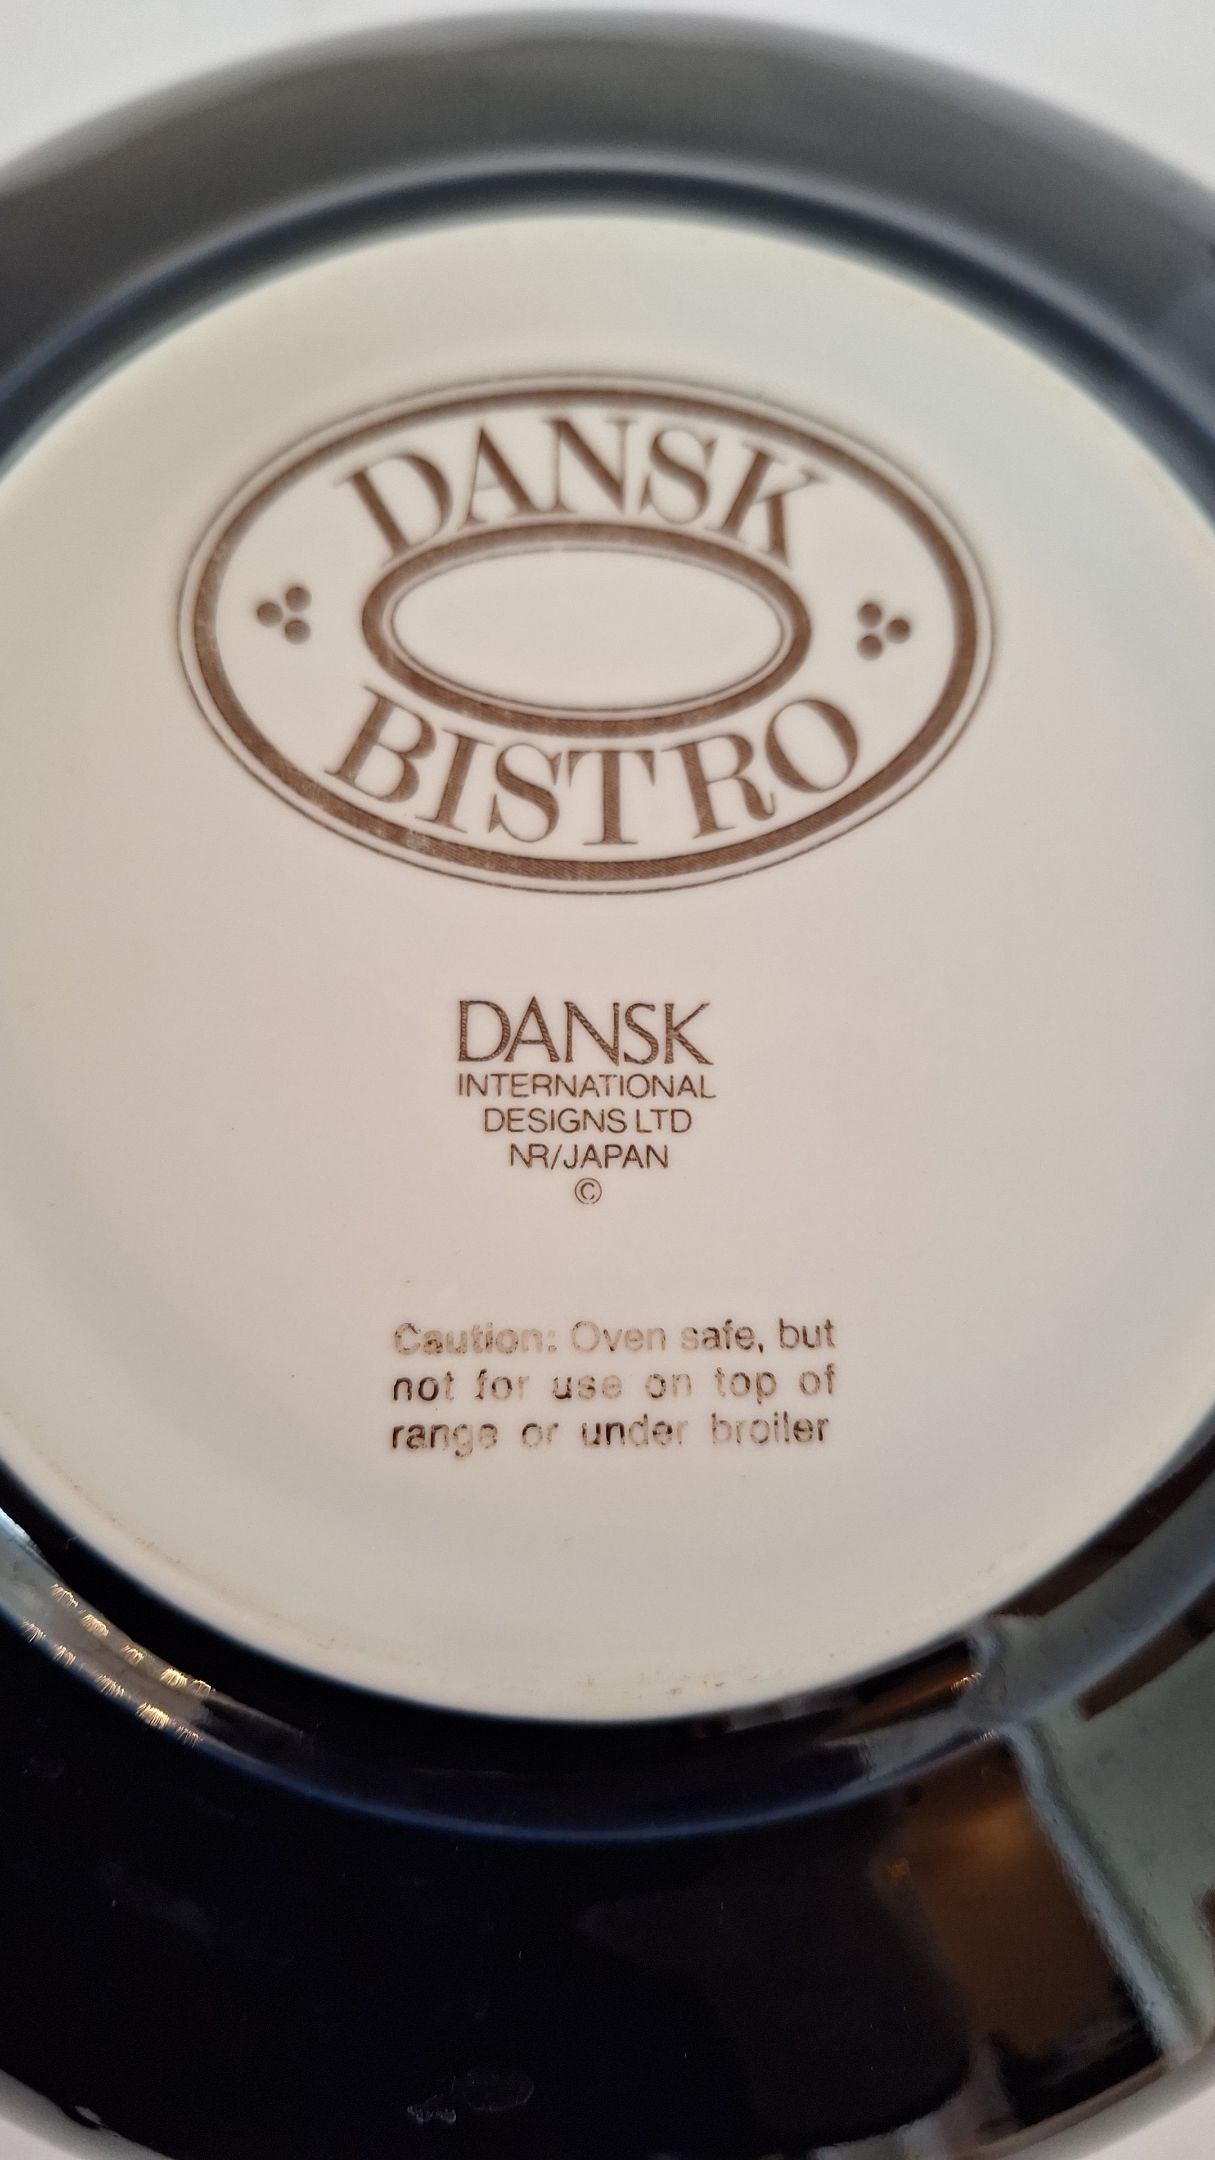 DANSK
BISTRO
DANSK
INTERNATIONAL
DESIGNS LTD
NR/JAPAN
©
Caution: Oven safe, but
not for use on top of
range or under broiler